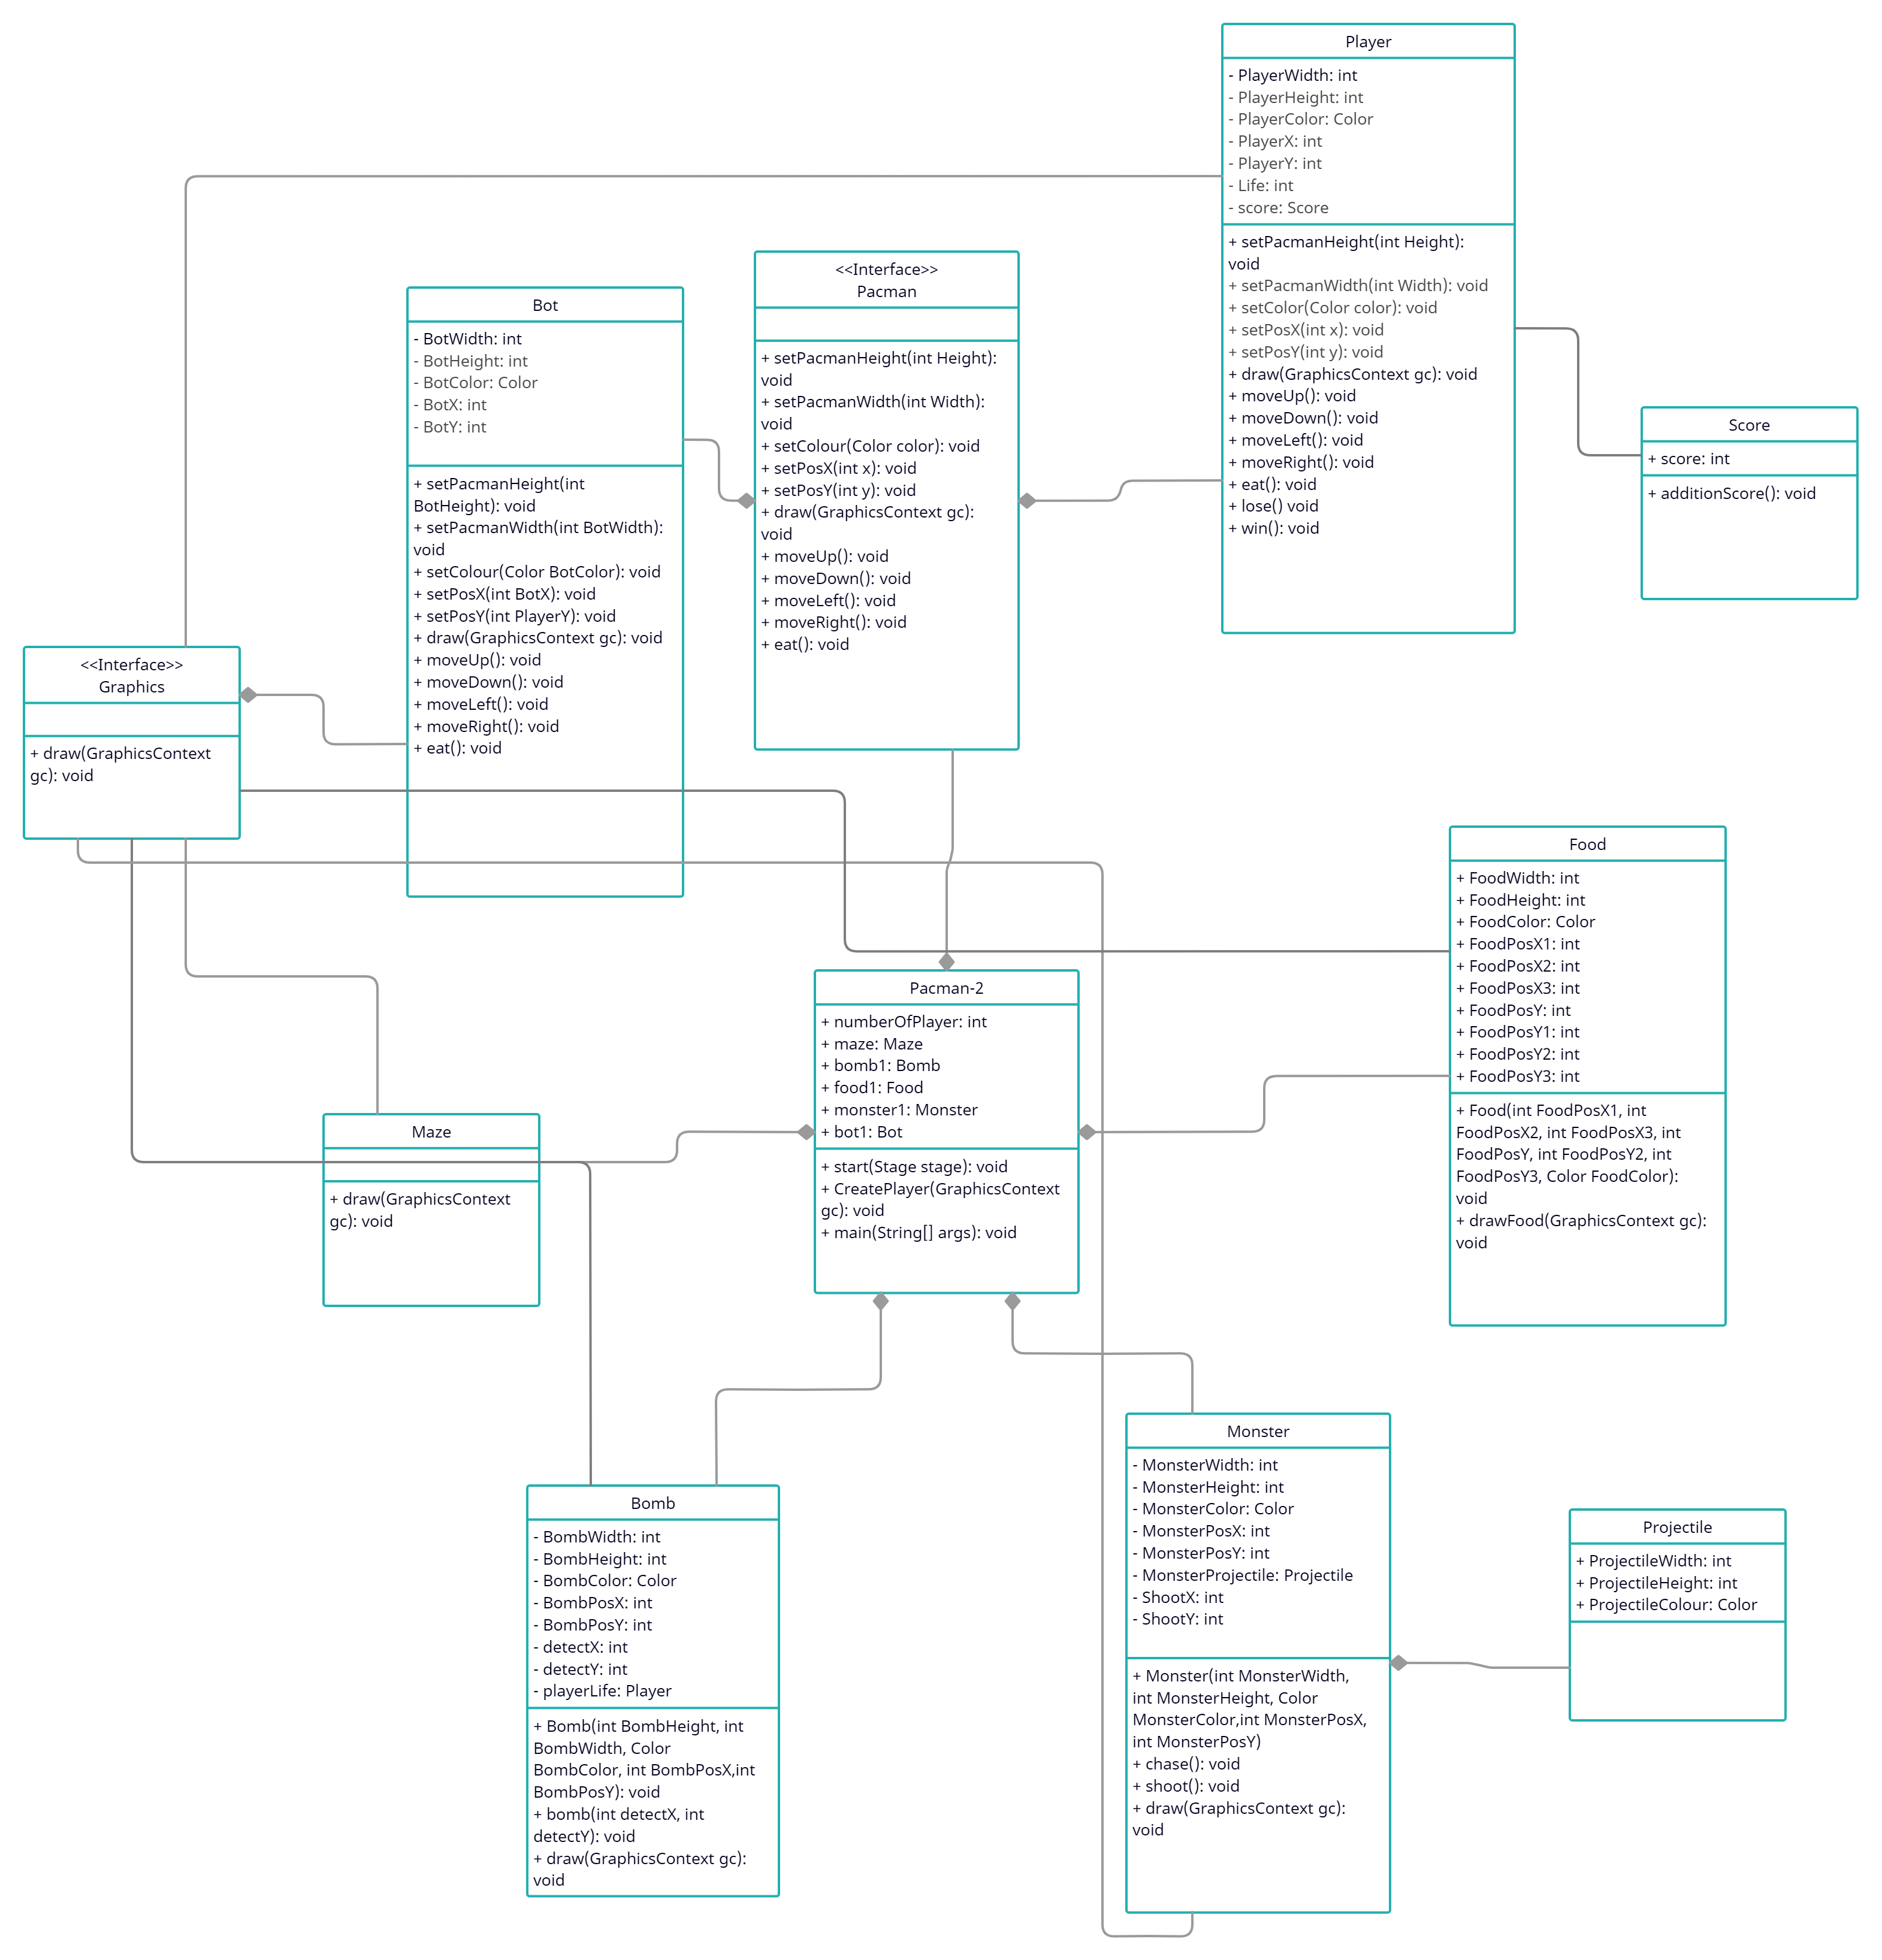 Player
- PlayerWidth: int
- PlayerHeight: int
- PlayerColor: Color
- PlayerX: int
- PlayerY: int
- Life: int
- score: Score
+ setPacmanHeight(int Height):
void
+ setPacmanWidth(int Width): void
+ setColor(Color color): void
+ setPosX(int x): void
+ setPosY(int y): void
+ draw(GraphicsContext gc): void
+ moveUp(): void
+ moveDown(): void
+ moveLeft(): void
+ moveRight(): void
+ eat(): void
+ lose() void
+ win(): void
<<Interface>>
Pacman
+ setPacmanHeight(int Height):
void
+ setPacmanWidth(int Width):
void
+ setColour(Color color): void
+ setPosX(int x): void
+ setPosY(int y): void
+ draw(GraphicsContext gc):
void
+ moveUp(): void
+ moveDown(): void
+ moveLeft(): void
+ moveRight(): void
+ eat(): void
Bot
- BotWidth: int
- BotHeight: int
- BotColor: Color
- BotX: int
- BotY: int
+ setPacmanHeight(int
BotHeight): void
+ setPacmanWidth(int BotWidth):
void
+ setColour(Color BotColor): void
+ setPosX(int BotX): void
+ setPosY(int PlayerY): void
+ draw(GraphicsContext gc): void
+ moveUp(): void
+ moveDown(): void
+ moveLeft(): void
+ moveRight(): void
+ eat(): void
Score
+ score: int
+ additionScore(): void
<<Interface>>
Graphics
+ draw(GraphicsContext
gc): void
Food
+ FoodWidth: int
+ FoodHeight: int
+ FoodColor: Color
+ FoodPosX1: int
+ FoodPosX2: int
+ FoodPosX3: int
+ FoodPosY: int
+ FoodPosY1: int
+ FoodPosY2: int
+ FoodPosY3: int
+ Food(int FoodPosX1, int
FoodPosX2, int FoodPosX3, int
FoodPosY, int FoodPosY2, int
FoodPosY3, Color FoodColor):
void
+ drawFood(GraphicsContext gc):
void
Pacman-2
+ numberOfPlayer: int
+ maze: Maze
+ bomb1: Bomb
+ food1: Food
+ monster1: Monster
+ bot1: Bot
+ start(Stage stage): void
+ CreatePlayer(GraphicsContext
gc): void
+ main(String[] args): void
Maze
+ draw(GraphicsContext
gc): void
Monster
- MonsterWidth: int
- MonsterHeight: int
- MonsterColor: Color
- MonsterPosX: int
- MonsterPosY: int
- MonsterProjectile: Projectile
- ShootX: int
- ShootY: int
+ Monster(int MonsterWidth,
int MonsterHeight, Color
MonsterColor,int MonsterPosX,
int MonsterPosY)
+ chase(): void
+ shoot(): void
+ draw(GraphicsContext gc):
void
Bomb
- BombWidth: int
- BombHeight: int
- BombColor: Color
- BombPosX: int
- BombPosY: int
- detectX: int
- detectY: int
- playerLife: Player
+ Bomb(int BombHeight, int
BombWidth, Color
BombColor, int BombPosX,int
BombPosY): void
+ bomb(int detectX, int
detectY): void
+ draw(GraphicsContext gc):
void
Projectile
+ ProjectileWidth: int
+ ProjectileHeight: int
+ ProjectileColour: Color